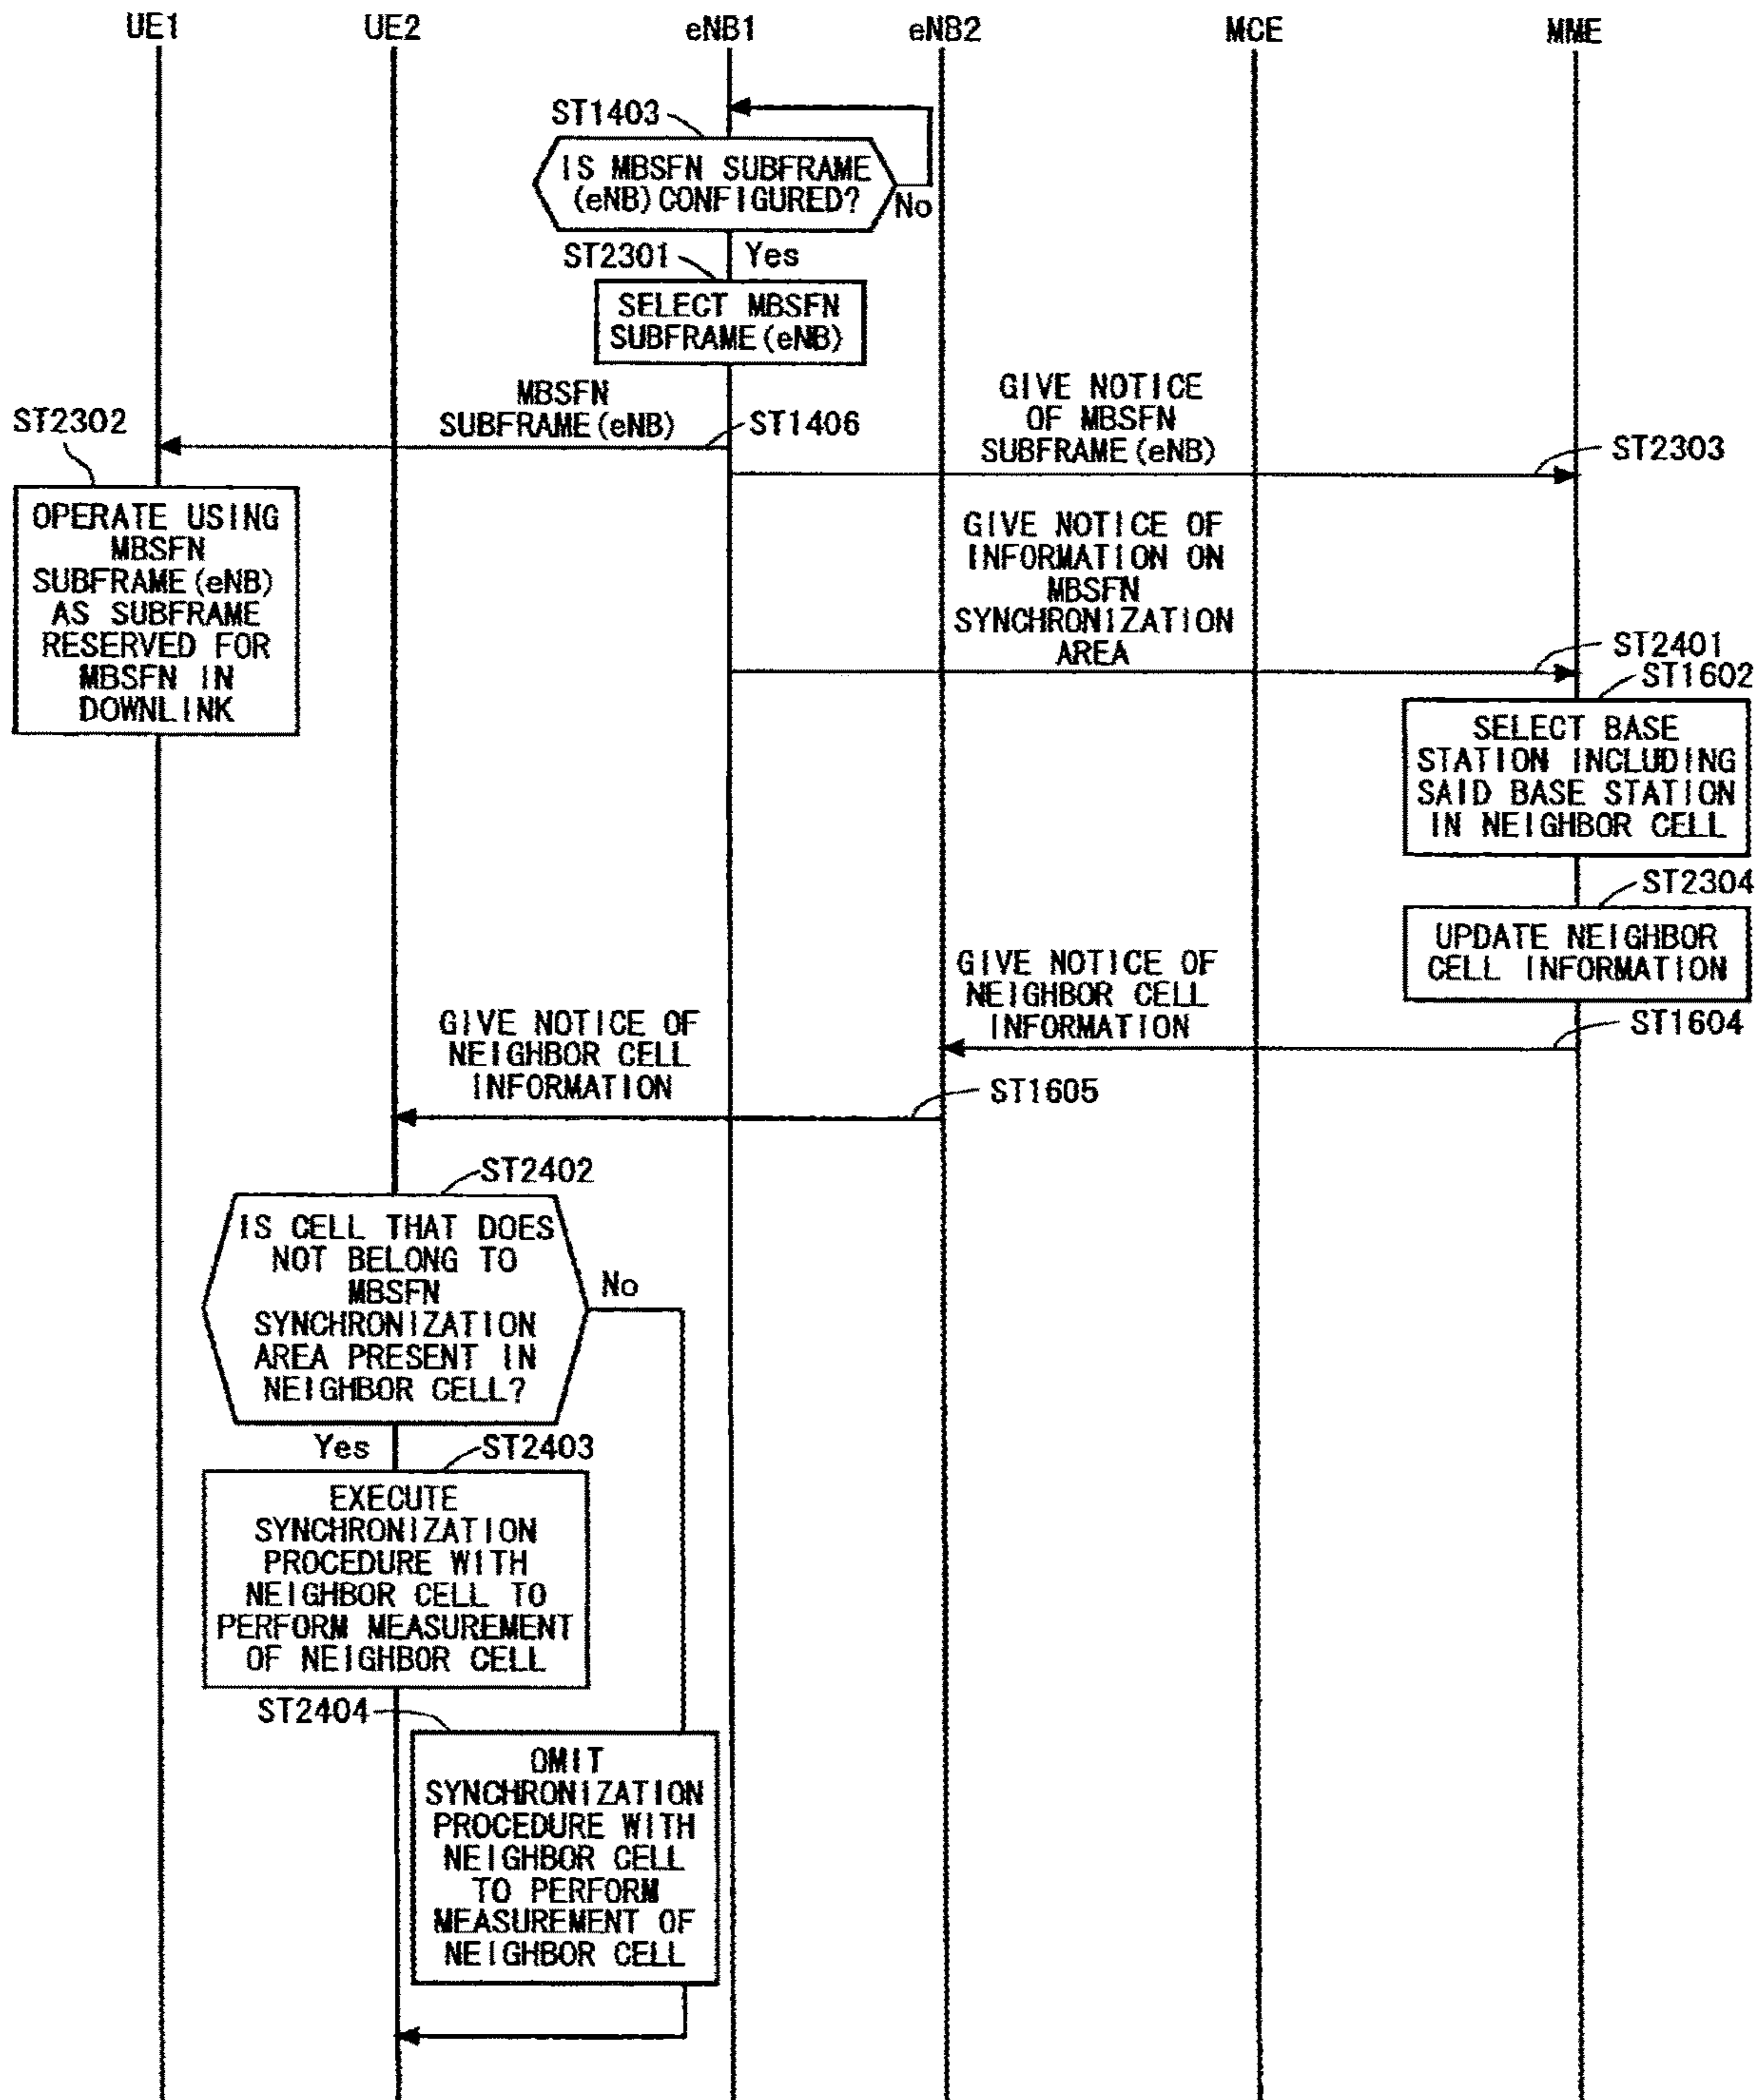 UE1 UE2 eNB1 eNB2 MCE MME
ST1403
IS MBSFN SUBFRAME
(eNB) CONFIGURED?
No
ST2301
Yes
SELECT MBSFN
SUBFRAME(eNB)
MBSFN
SUBFRAME(eNB)
ST1406
GIVE NOTICE
OF MBSFN
SUBFRAME(eNB)
ST2303
ST2302
OPERATE USING
MBSFN
SUBFRAME(eNB)
AS SUBFRAME
RESERVED FOR
MBSFN IN
DOWNLINK
GIVE NOTICE OF
INFORMATION ON
MBSFN
SYNCHRONIZATION
AREA
ST2401
ST1602
SELECT BASE
STATION INCLUDING
SAID BASE STATION
IN NEIGHBOR CELL
ST2304
UPDATE NEIGHBOR
CELL INFORMATION
GIVE NOTICE OF
NEIGHBOR CELL
INFORMATION
ST1604
GIVE NOTICE OF
NEIGHBOR CELL
INFORMATION
ST1605
ST2402
IS CELL THAT DOES
NOT BELONG TO
MBSFN
SYNCHRONIZATION
AREA PRESENT IN
NEIGHBOR CELL?
No
Yes
ST2403
EXECUTE
SYNCHRONIZATION
PROCEDURE WITH
NEIGHBOR CELL TO
PERFORM MEASUREMENT
OF NEIGHBOR CELL
ST2404
OMIT
SYNCHRONIZATION
PROCEDURE WITH
NEIGHBOR CELL
TO PERFORM
MEASUREMENT OF
NEIGHBOR CELL